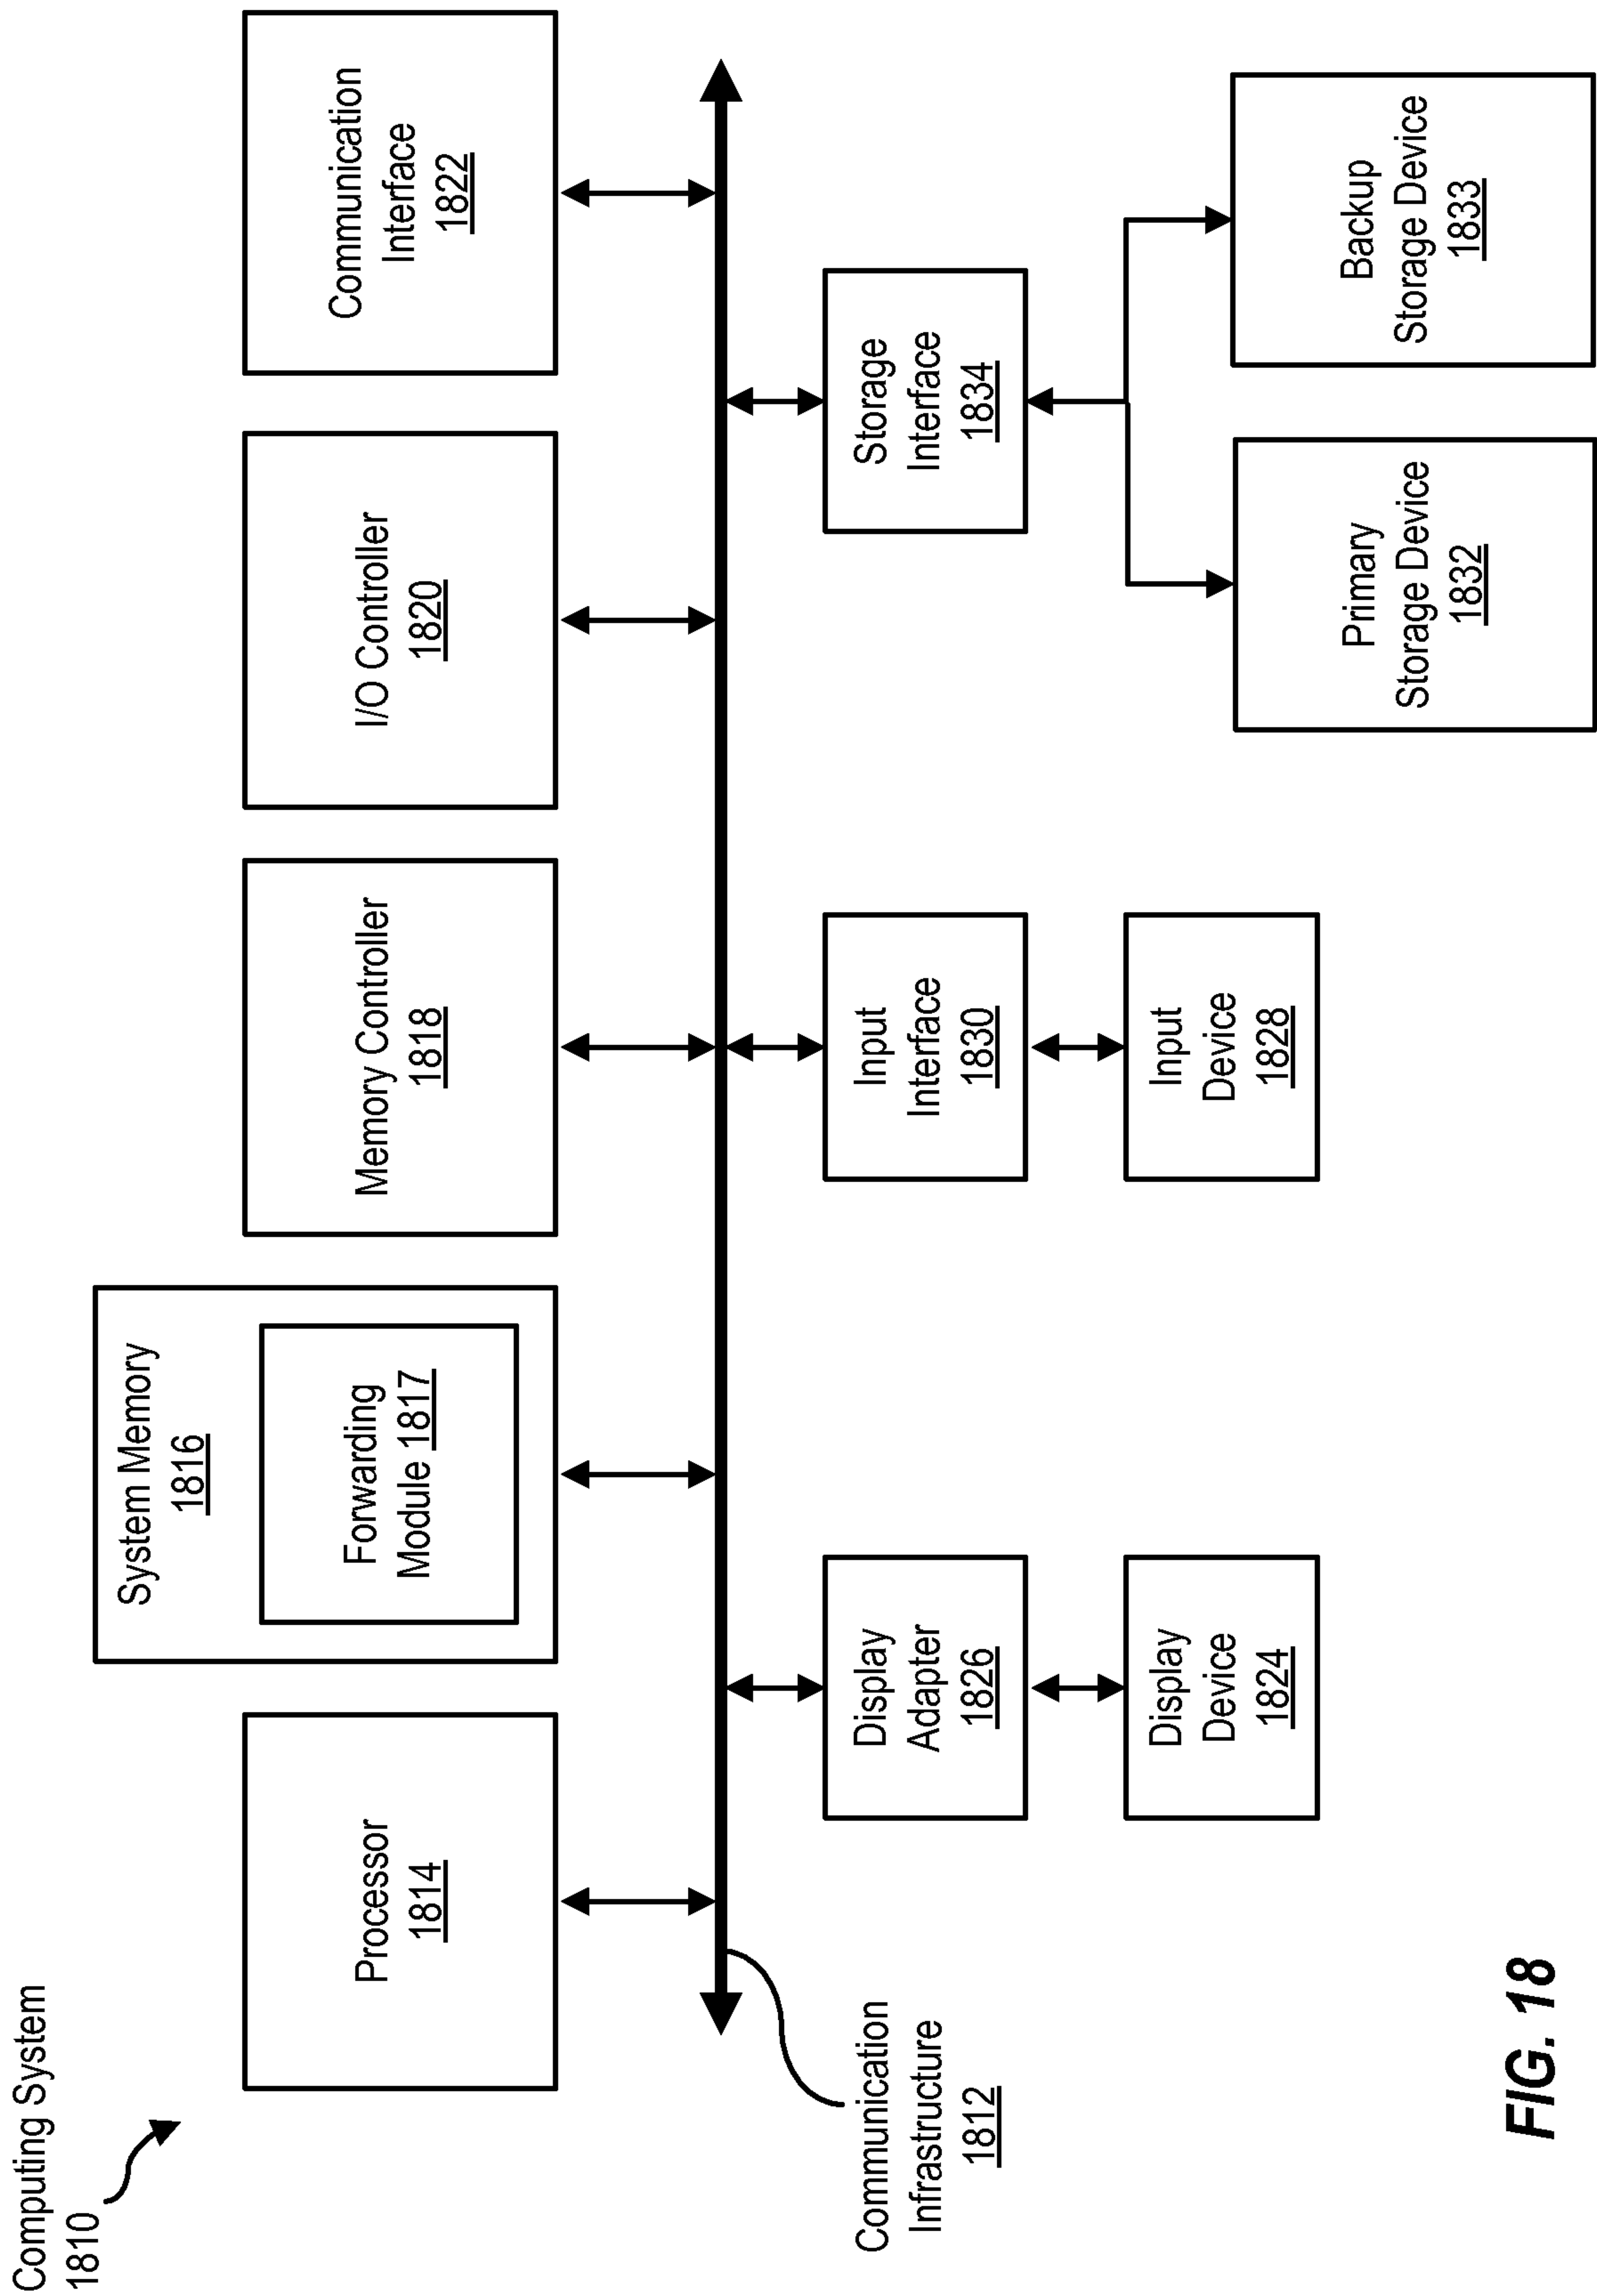 Computing System
1810
Processor
1814
System Memory
1816
Forwarding
Module 1817
Memory Controller
1818
I/O Controller
1820
Communication
Interface
1822
Communication
Infrastructure
1812
Display
Adapter
1826
Input
Interface
1830
Storage
Interface
1834
Display
Device
1824
Input
Device
1828
Primary
Storage Device
1832
Backup
Storage Device
1833
FIG. 18